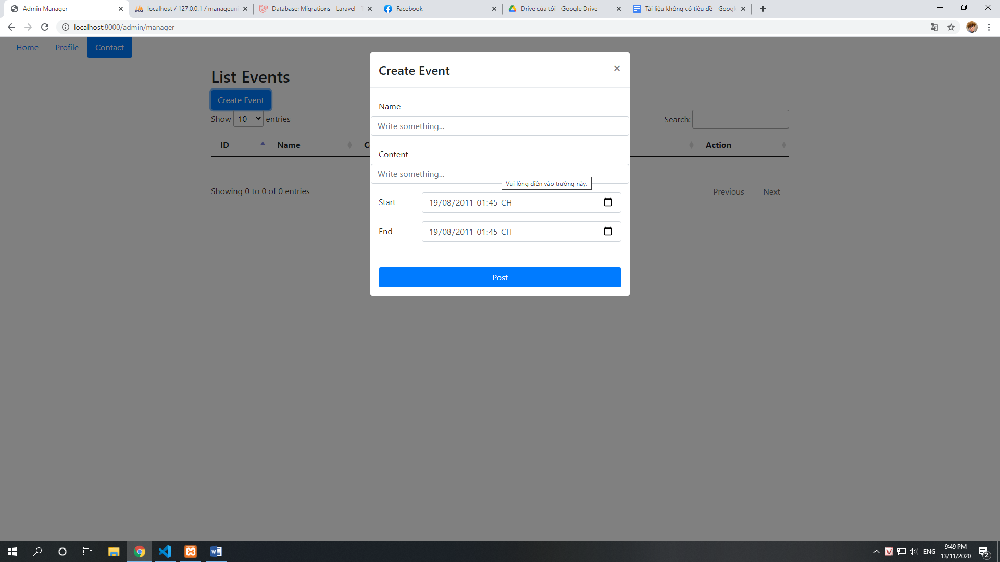 Admin Manager
localhost / 127.0.0.1 / manageun
Database: Migrations - Laravel -
Facebook
Drive của tôi - Google Drive
Tài liệu không có tiêu đề - Googl
localhost:8000/admin/manager
Home Profile Contact
List Events
Create Event
Show 10 entries
Search:
ID Name Action
Showing 0 to 0 of 0 entries
Previous Next
Create Event ×
Name
Write something...
Content
Write something...
Vui lòng điền vào trường này.
Start 19/08/2011 01:45 CH
End 19/08/2011 01:45 CH
Post
PMA
ENG
9:49 PM
13/11/2020
2